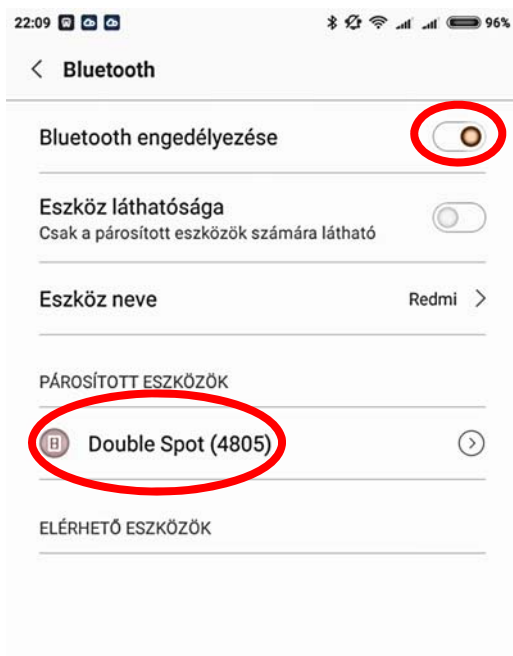 22:09 96%
Bluetooth
Bluetooth engedélyezése
Eszköz láthatósága
Csak a párosított eszközök számára látható
Eszköz neve Redmi
PÁROSÍTOTT ESZKÖZÖK
Double Spot (4805)
ELÉRHETŐ ESZKÖZÖK